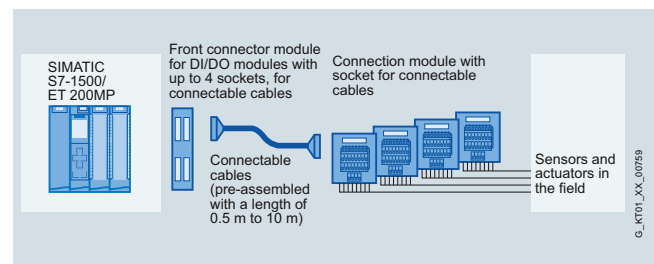 SIMATIC
S7-1500/
ET 200MP
Front connector module
for DI/DO modules with
up to 4 sockets, for
connectable cables
Connectable
cables
(pre-assembled
with a length of
0.5 m to 10 m)
Connection module with
socket for connectable
cables
Sensors and
actuators in
the field
G_KT01_XX_00759